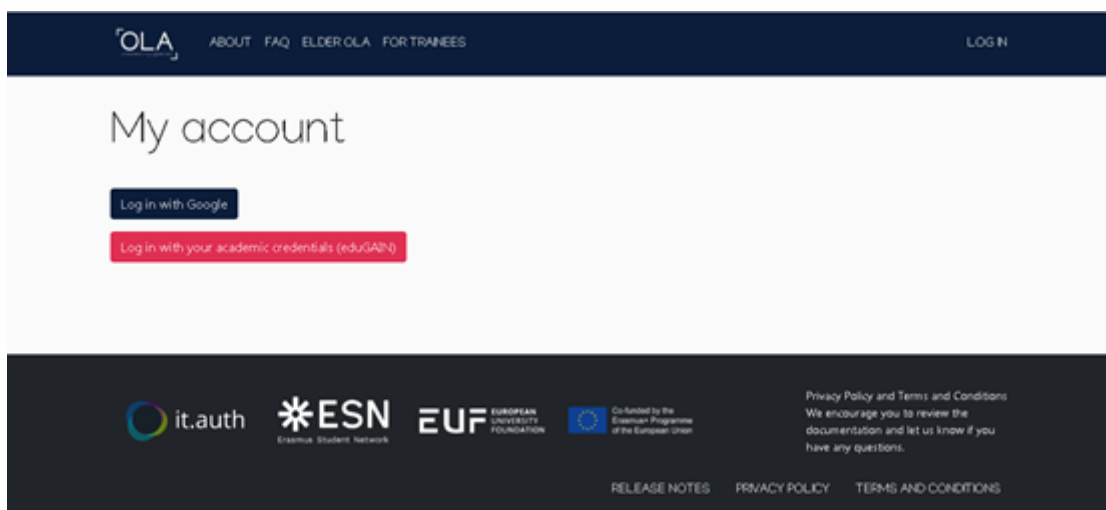 OLA
ABOUT FAQ ELDER OLA FOR TRAINEES LOG IN
My account
Log in with Google
Log in with your academic credentials (eduGAIN)
it.auth
ESN
Erasmus Student Network
EUF EUROPEAN
UNIVERSITY
FOUNDATION
Co-funded by the
Erasmus+ Programme
of the European Union
Privacy Policy and Terms and Conditions
We encourage you to review the
documentation and let us know if you
have any questions.
RELEASE NOTES PRIVACY POLICY TERMS AND CONDITIONS